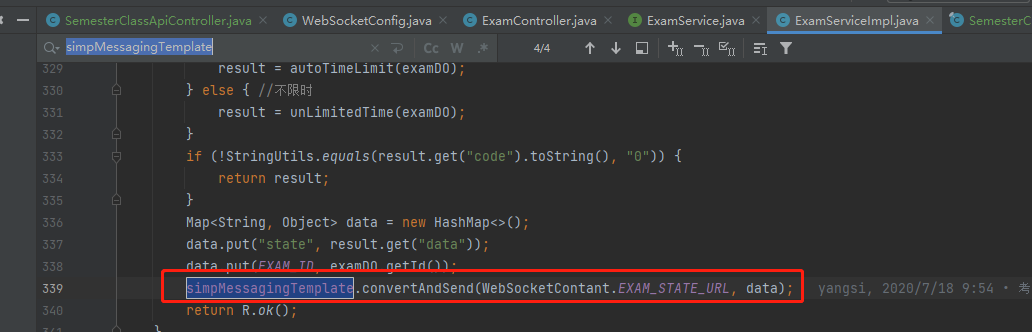 SemesterClassApiController.java WebSocketConfig.java ExamController.java ExamService.java ExamServiceImpl.java
simpMessagingTemplate Cc W .* 4/4
329 result = autoTimeLimit(examDO);
330 } else { //不限时
331 result = unLimitedTime(examDO);
332 }
333 if (!StringUtils.equals(result.get("code").toString(), "0")) {
334 return result;
335 }
336 Map<String, Object> data = new HashMap<>();
337 data.put("state", result.get("data"));
338 data.put(EXAM_ID, examDO.getId());
339 simpMessagingTemplate.convertAndSend(WebSocketContant.EXAM_STATE_URL, data); yangsi, 2020/7/18 9:54 • 考
340 return R.ok();
341 }